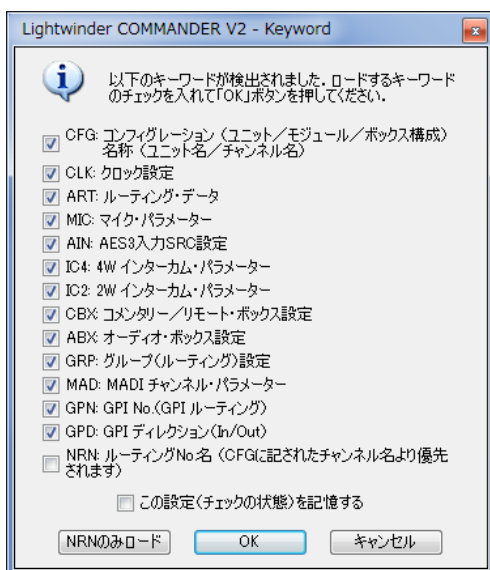 Lightwinder COMMANDER V2 - Keyword
以下のキーワードが検出されました．ロードするキーワード
のチェックを入れて「OK」ボタンを押してください．
CFG: コンフィグレーション（ユニット／モジュール／ボックス構成）
名称（ユニット名／チャンネル名）
CLK: クロック設定
ART: ルーティング・データ
MIC: マイク・パラメーター
AIN: AES3入力SRC設定
IC4: 4W インターカム・パラメーター
IC2: 2W インターカム・パラメーター
CBX: コメンタリー／リモート・ボックス設定
ABX: オーディオ・ボックス設定
GRP: グループ（ルーティング）設定
MAD: MADI チャンネル・パラメーター
GPN: GPI No.(GPI ルーティング)
GPD: GPI ディレクション(In/Out)
NRN: ルーティングNo.名（CFGに記されたチャンネル名より優先
されます）
この設定(チェックの状態)を記憶する
NRNのみロード OK キャンセル